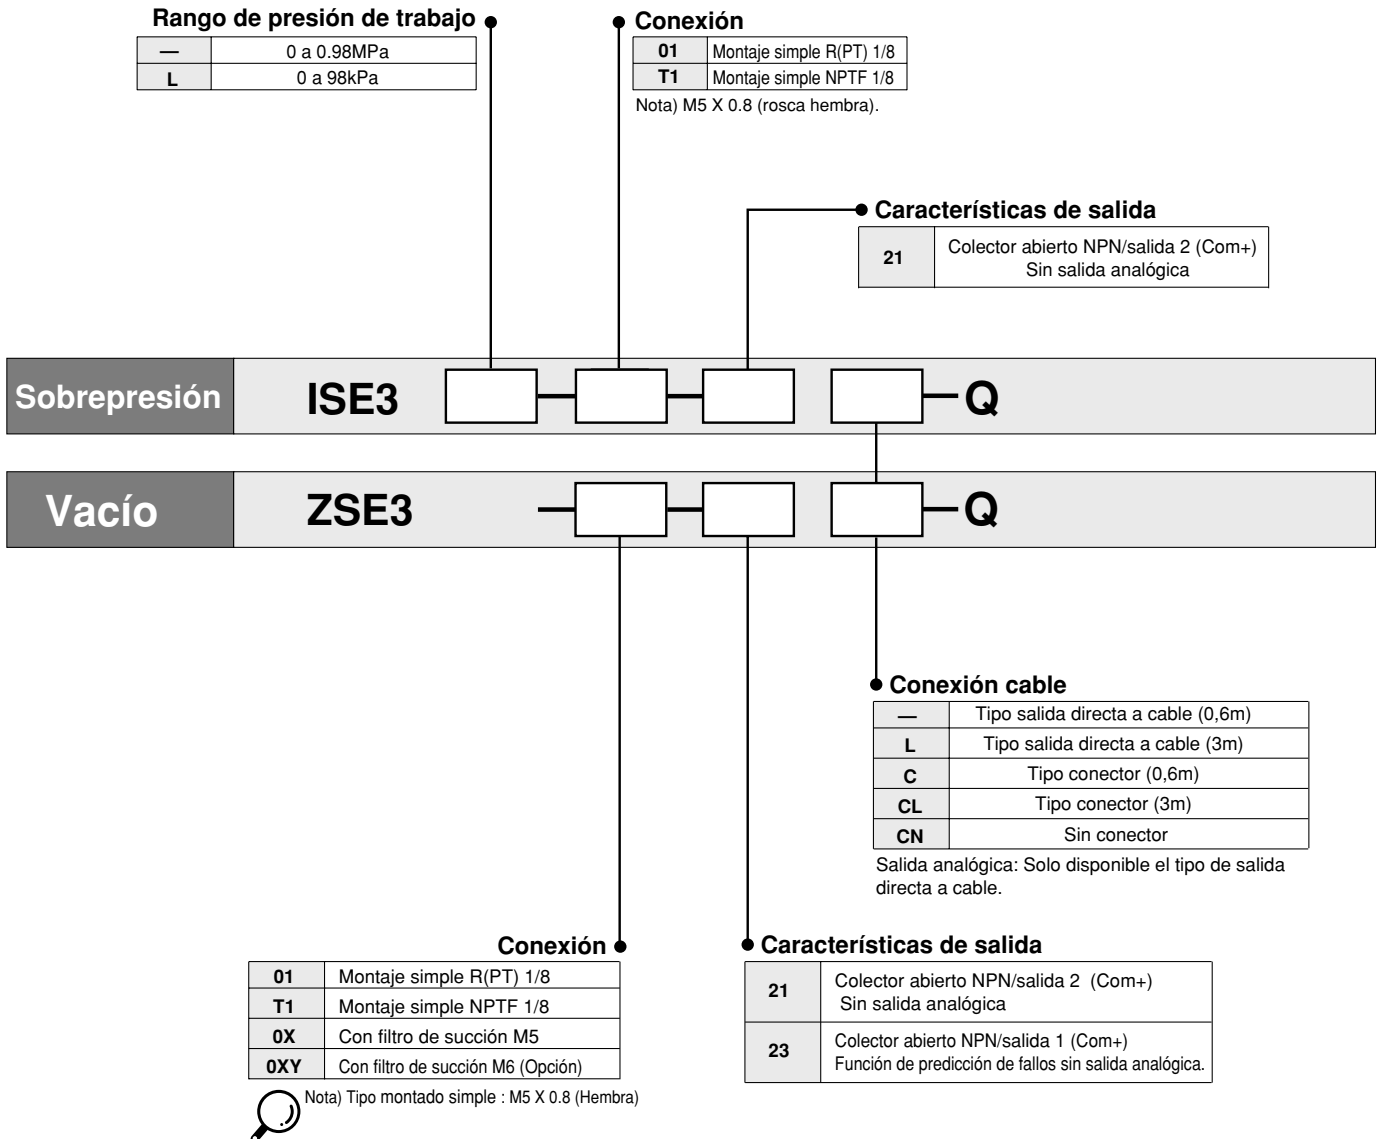 Rango de presión de trabajo
— 0 a 0.98MPa
L 0 a 98kPa
Conexión
01 Montaje simple R(PT) 1/8
T1 Montaje simple NPTF 1/8
Nota) M5 X 0.8 (rosca hembra).
Características de salida
21 Colector abierto NPN/salida 2 (Com+)
Sin salida analógica
Sobrepresión ISE3 — — — Q
Vacío ZSE3 — — — Q
Conexión cable
— Tipo salida directa a cable (0,6m)
L Tipo salida directa a cable (3m)
C Tipo conector (0,6m)
CL Tipo conector (3m)
CN Sin conector
Salida analógica: Solo disponible el tipo de salida
directa a cable.
Conexión
01 Montaje simple R(PT) 1/8
T1 Montaje simple NPTF 1/8
0X Con filtro de succión M5
0XY Con filtro de succión M6 (Opción)
Nota) Tipo montado simple : M5 X 0.8 (Hembra)
Características de salida
21 Colector abierto NPN/salida 2 (Com+)
Sin salida analógica
23 Colector abierto NPN/salida 1 (Com+)
Función de predicción de fallos sin salida analógica.